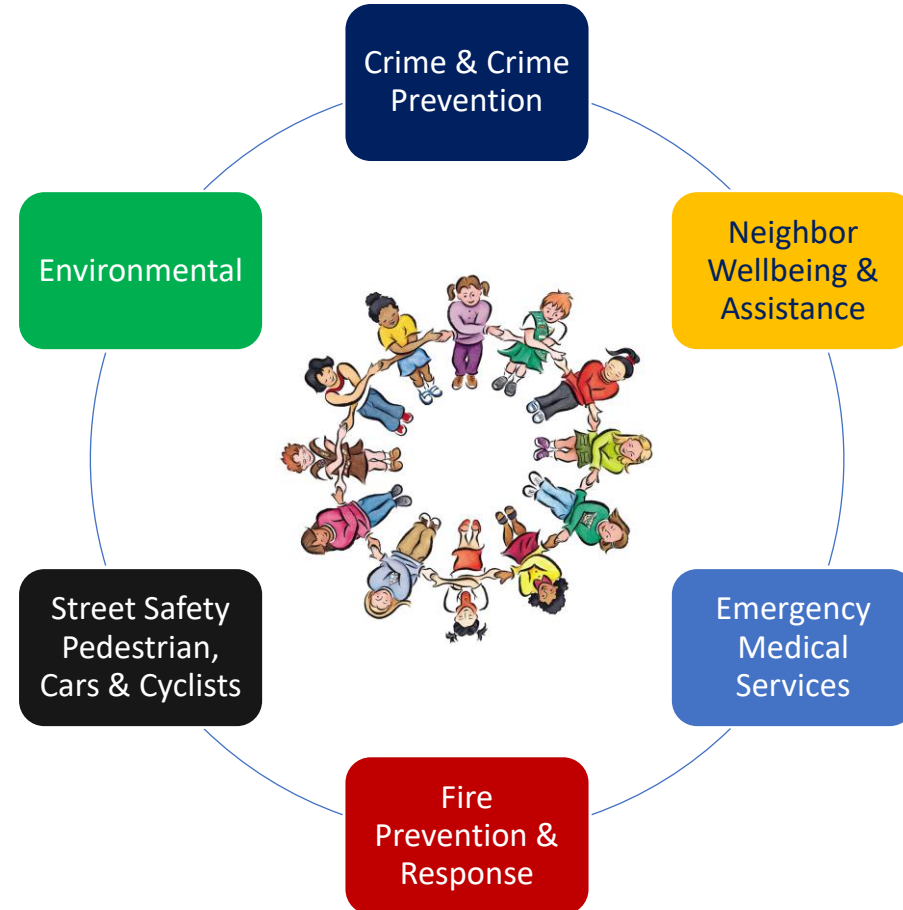 Crime & Crime
Prevention
Neighbor
Wellbeing &
Assistance
Emergency
Medical
Services
Fire
Prevention &
Response
Street Safety
Pedestrian,
Cars & Cyclists
Environmental